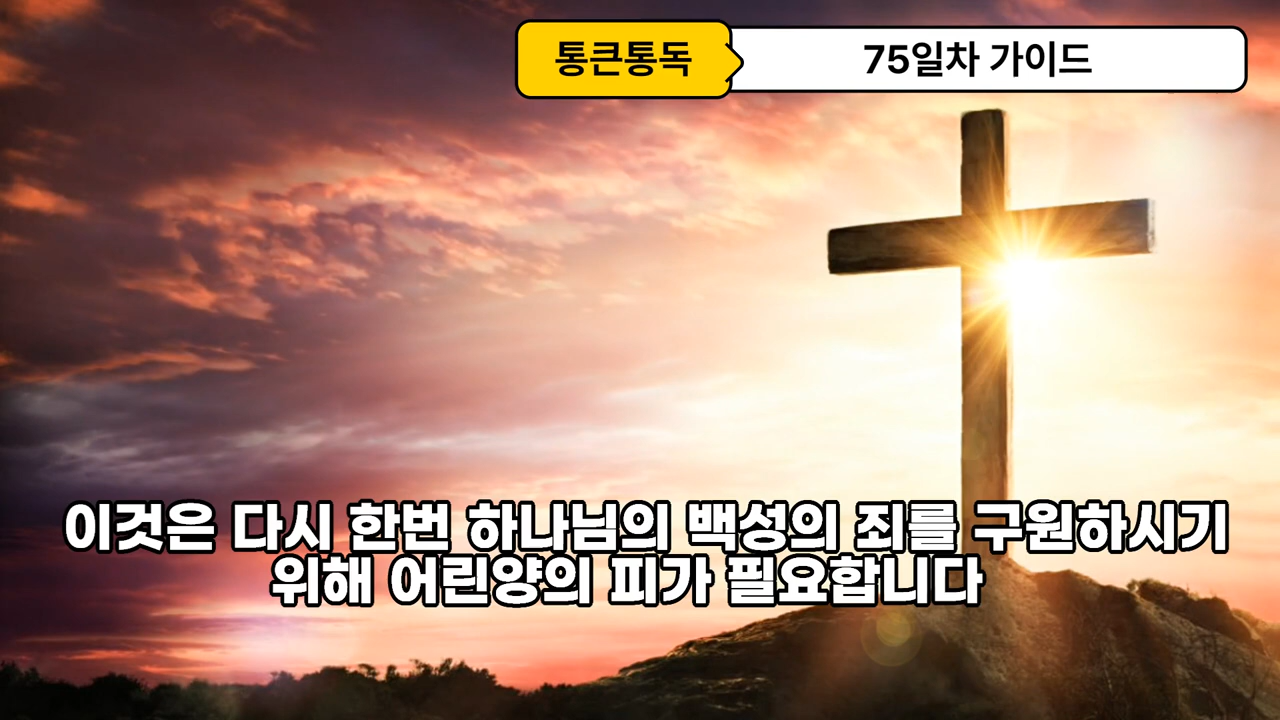 통큰통독
75일차 가이드
이것은 다시 한번 하나님의 백성의 죄를 구원하시기
위해 어린양의 피가 필요합니다